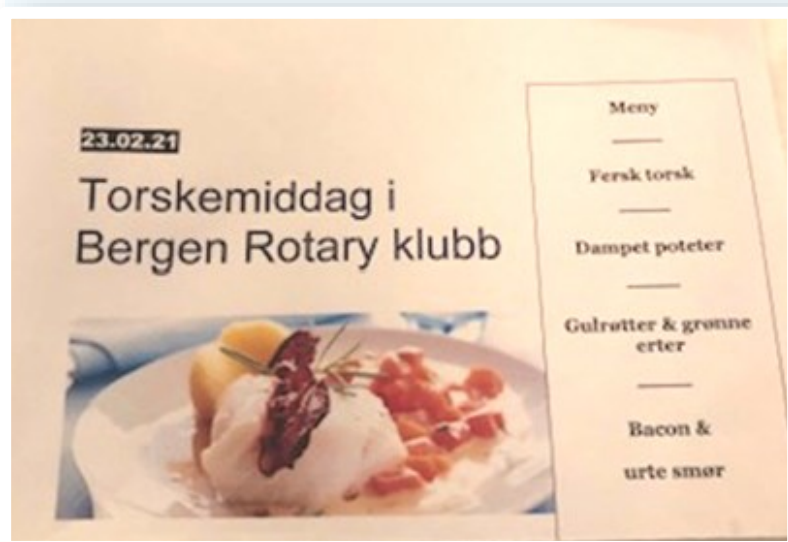 23.02.21
Torskemiddag i
Bergen Rotary klubb
Meny
Fersk torsk
Dampet poteter
Gulrøtter & grønne
erter
Bacon &
urte smør